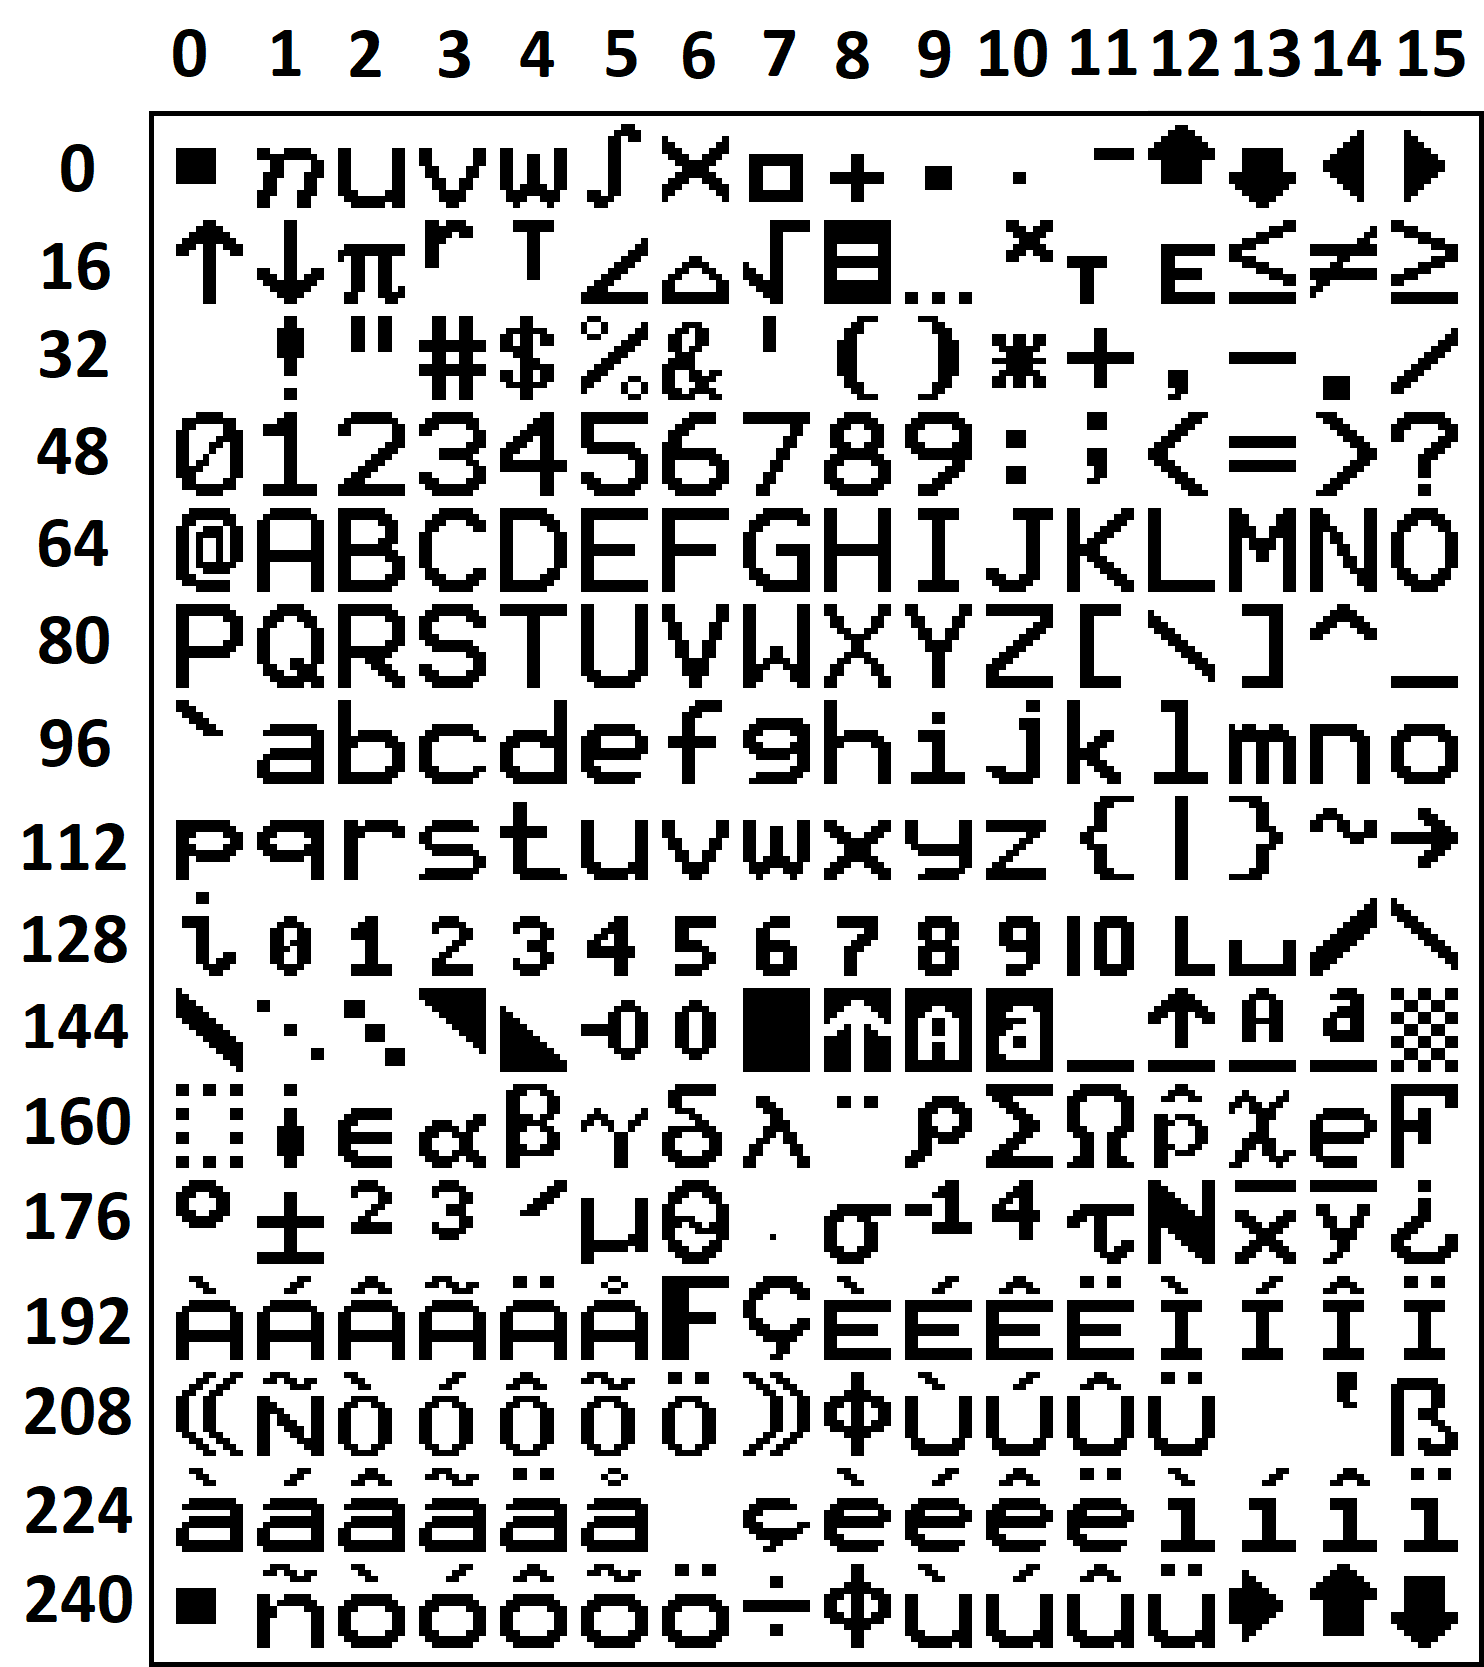 0 1 2 3 4 5 6 7 8 9 10 11 12 13 14 15
0 ■ n u v w ∫ × □ + ▪ · ⁻ ⬆ ⬇ ◀ ▶
16 ↑ ↓ π ʳ ᵀ ∠ √ … ˣ ᴛ ≤ ≠ ≥
32 ! " # $ % & ' ( ) * + , - . /
48 0 1 2 3 4 5 6 7 8 9 : ; < = > ?
64 @ A B C D E F G H I J K L M N O
80 P Q R S T U V W X Y Z [ \ ] ^ _
96 ` a b c d e f g h i j k l m n o
112 p q r s t u v w x y z { | } ~ →
128 i 0 1 2 3 4 5 6 7 8 9 10 L ⁄ \
144 -0 0 █ ↑ A a _ ↑ A a ▒
160 ¡ ε α β γ δ λ ¨ ρ Σ Ω p̂ χ e F
176 ° ± ² ³ ´ µ θ · σ ⁻¹ ⁴ τ N x̅ y̅ ¿
192 À Á Â Ã Ä Å F Ç È É Ê Ë Ì Í Î Ï
208 « Ñ Ò Ó Ô Õ Ö » Φ Ù Ú Û Ü ' ß
224 à á â ã ä å ç è é ê ë ì í î ï
240 ■ ñ ò ó ô õ ö ÷ ϕ ù ú û ü ⬆ ⬇